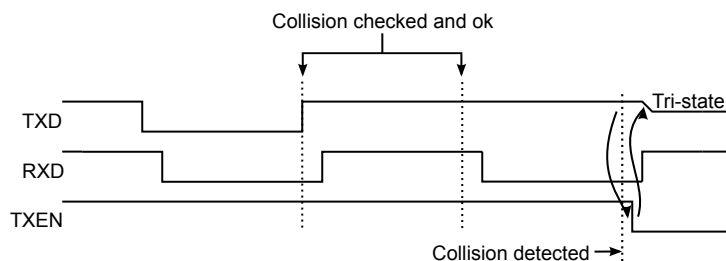 Collision checked and ok
Tri-state
TXD
RXD
TXEN
Collision detected